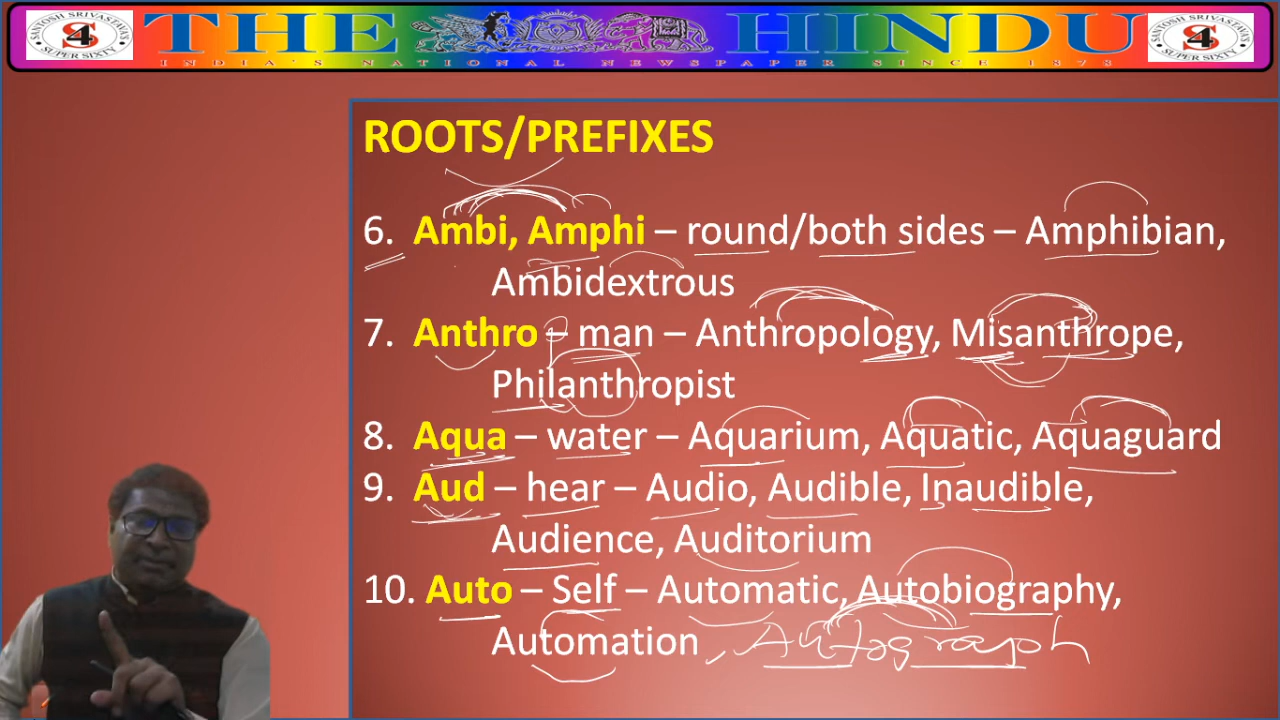 THE HINDU
INDIA'S NATIONAL NEWSPAPER SINCE 1878
SANTOSH SRIVASTAVA'S
S4
SUPER SIXTY
SANTOSH SRIVASTAVA'S
S4
SUPER SIXTY
ROOTS/PREFIXES
6. Ambi, Amphi – round/both sides – Amphibian,
Ambidextrous
7. Anthro – man – Anthropology, Misanthrope,
Philanthropist
8. Aqua – water – Aquarium, Aquatic, Aquaguard
9. Aud – hear – Audio, Audible, Inaudible,
Audience, Auditorium
10. Auto – Self – Automatic, Autobiography,
Automation, Autograph